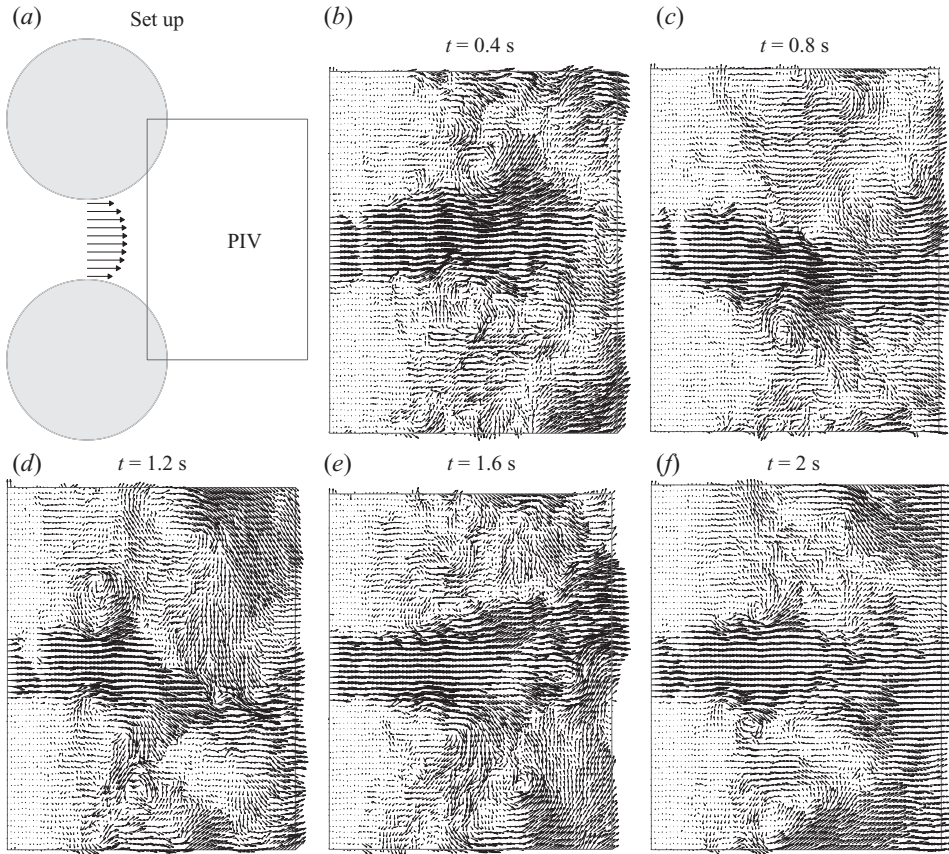 (a) Set up
PIV
(b)
t = 0.4 s
(c)
t = 0.8 s
(d) t = 1.2 s
(e) t = 1.6 s
(f) t = 2 s